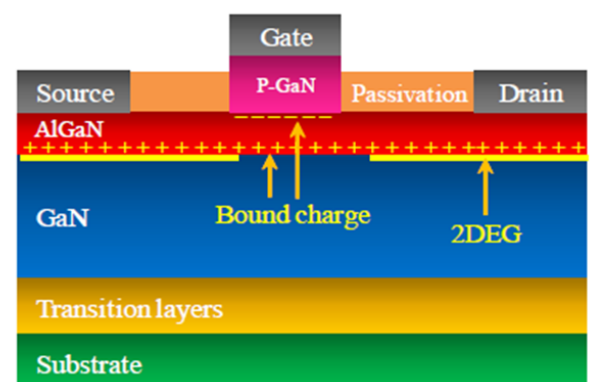 Gate
P-GaN
Source
Passivation
Drain
AlGaN
+++++++++++++++++++++++++++++++
GaN
Bound charge
2DEG
Transition layers
Substrate